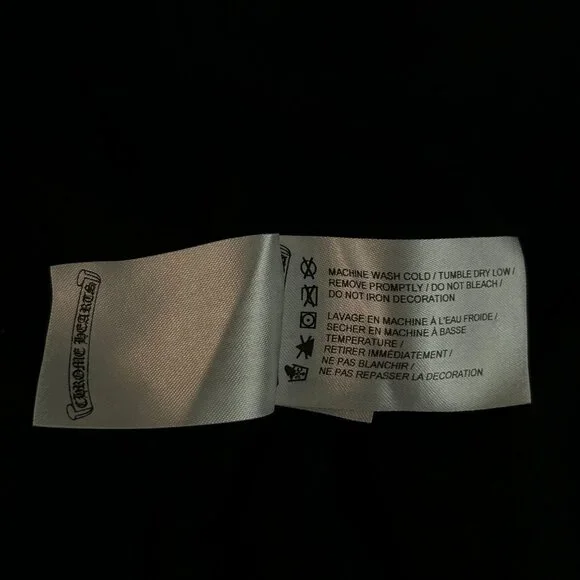 CHROME HEARTS
MACHINE WASH COLD / TUMBLE DRY LOW /
REMOVE PROMPTLY / DO NOT BLEACH /
DO NOT IRON DECORATION
LAVAGE EN MACHINE À L'EAU FROIDE /
SECHER EN MACHINE À BASSE
TEMPERATURE /
RETIRER IMMÉDIATEMENT /
NE PAS BLANCHIR /
NE PAS REPASSER LA DECORATION